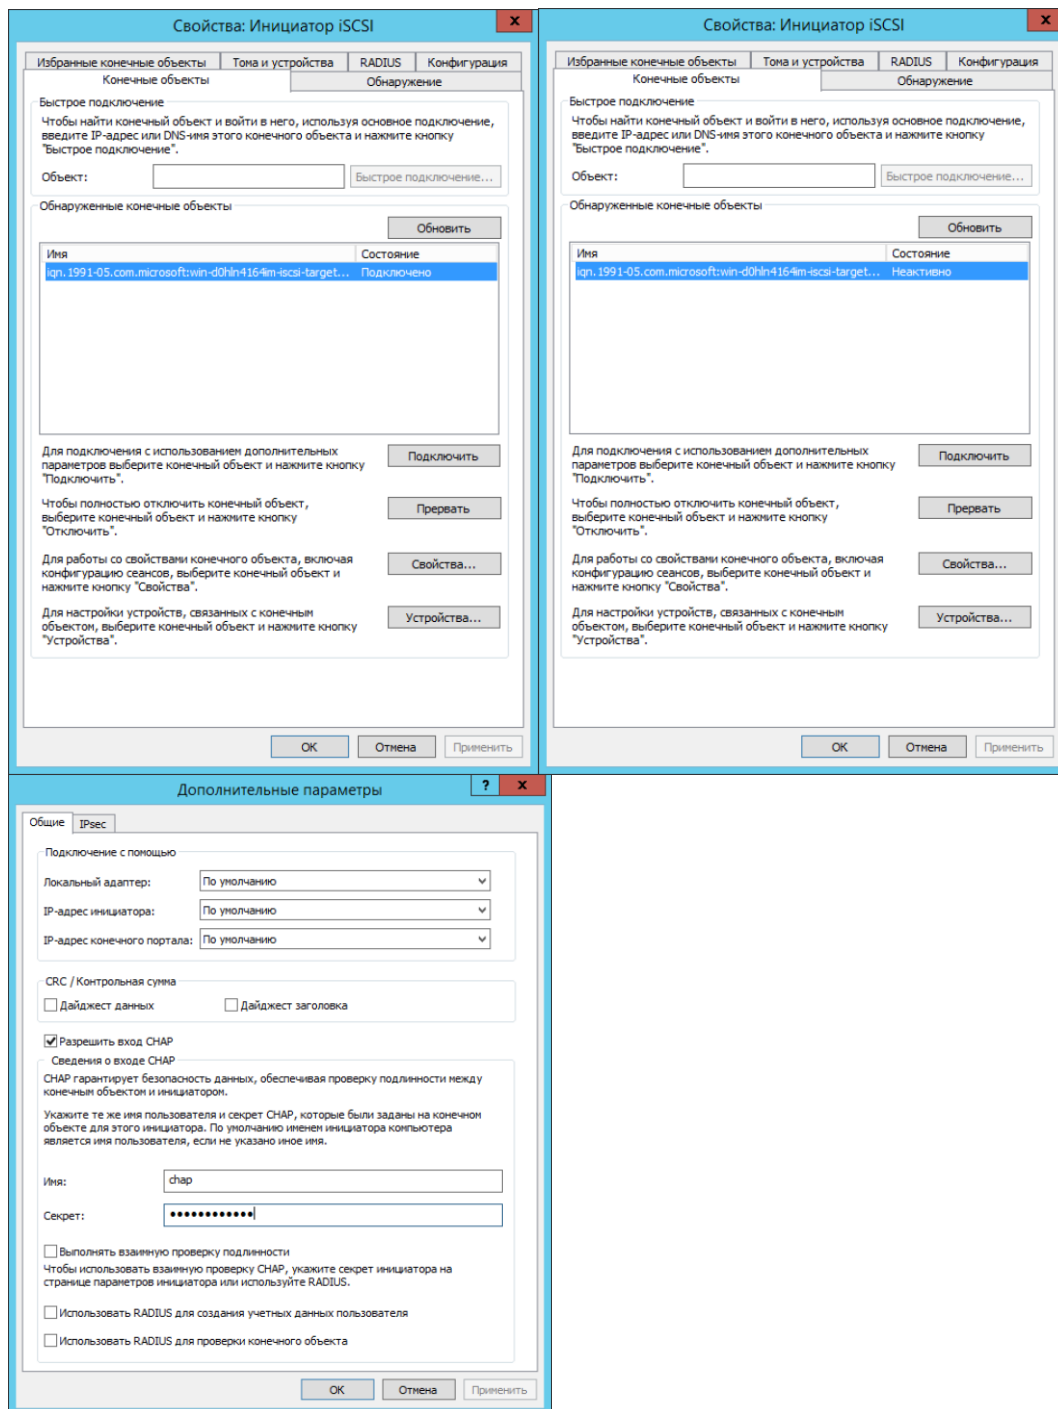 Свойства: Инициатор iSCSI
x
Избранные конечные объекты
Тома и устройства
RADIUS
Конфигурация
Конечные объекты
Обнаружение
Быстрое подключение
Чтобы найти конечный объект и войти в него, используя основное подключение,
введите IP-адрес или DNS-имя этого конечного объекта и нажмите кнопку
"Быстрое подключение".
Объект:
Быстрое подключение...
Обнаруженные конечные объекты
Обновить
Имя
Состояние
iqn.1991-05.com.microsoft:win-d0hln4164im-iscsi-target...
Подключено
Для подключения с использованием дополнительных
параметров выберите конечный объект и нажмите кнопку
"Подключить".
Подключить
Чтобы полностью отключить конечный объект,
выберите конечный объект и нажмите кнопку
"Отключить".
Прервать
Для работы со свойствами конечного объекта, включая
конфигурацию сеансов, выберите конечный объект и
нажмите кнопку "Свойства".
Свойства...
Для настройки устройств, связанных с конечным
объектом, выберите конечный объект и нажмите кнопку
"Устройства".
Устройства...
ОК
Отмена
Применить
Свойства: Инициатор iSCSI
x
Избранные конечные объекты
Тома и устройства
RADIUS
Конфигурация
Конечные объекты
Обнаружение
Быстрое подключение
Чтобы найти конечный объект и войти в него, используя основное подключение,
введите IP-адрес или DNS-имя этого конечного объекта и нажмите кнопку
"Быстрое подключение".
Объект:
Быстрое подключение...
Обнаруженные конечные объекты
Обновить
Имя
Состояние
iqn.1991-05.com.microsoft:win-d0hln4164im-iscsi-target...
Неактивно
Для подключения с использованием дополнительных
параметров выберите конечный объект и нажмите кнопку
"Подключить".
Подключить
Чтобы полностью отключить конечный объект,
выберите конечный объект и нажмите кнопку
"Отключить".
Прервать
Для работы со свойствами конечного объекта, включая
конфигурацию сеансов, выберите конечный объект и
нажмите кнопку "Свойства".
Свойства...
Для настройки устройств, связанных с конечным
объектом, выберите конечный объект и нажмите кнопку
"Устройства".
Устройства...
ОК
Отмена
Применить
Дополнительные параметры
?
x
Общие
IPsec
Подключение с помощью
Локальный адаптер:
По умолчанию
IP-адрес инициатора:
По умолчанию
IP-адрес конечного портала:
По умолчанию
CRC / Контрольная сумма
Дайджест данных
Дайджест заголовка
Разрешить вход CHAP
Сведения о входе CHAP
CHAP гарантирует безопасность данных, обеспечивая проверку подлинности между
конечным объектом и инициатором.
Укажите те же имя пользователя и секрет CHAP, которые были заданы на конечном
объекте для этого инициатора. По умолчанию именем инициатора компьютера
является имя пользователя, если не указано иное имя.
Имя:
chap
Секрет:
••••••••••••
Выполнять взаимную проверку подлинности
Чтобы использовать взаимную проверку CHAP, укажите секрет инициатора на
странице параметров инициатора или используйте RADIUS.
Использовать RADIUS для создания учетных данных пользователя
Использовать RADIUS для проверки конечного объекта
ОК
Отмена
Применить